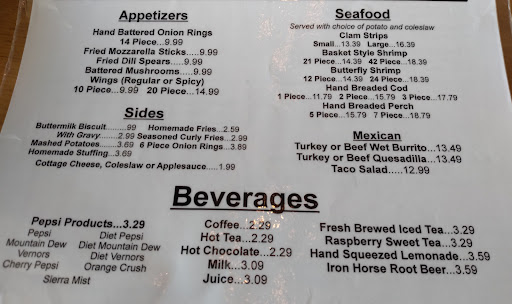 Appetizers
Hand Battered Onion Rings
14 Piece....9.99
Fried Mozzarella Sticks.....9.99
Fried Dill Spears.....9.99
Battered Mushrooms....9.99
Wings (Regular or Spicy)
10 Piece....9.99 20 Piece....14.99
Sides
Buttermilk Biscuit........99 Homemade Fries...2.59
With Gravy.......2.99 Seasoned Curly Fries...2.99
Mashed Potatoes.....3.69 6 Piece Onion Rings...3.89
Homemade Stuffing...3.69
Cottage Cheese, Coleslaw or Applesauce.....1.99
Seafood
Served with choice of potato and coleslaw
Clam Strips
Small...13.39 Large...16.39
Basket Style Shrimp
21 Piece....14.39 42 Piece....18.39
Butterfly Shrimp
12 Piece....14.39 24 Piece....18.39
Hand Breaded Cod
1 Piece...11.79 2 Piece...15.79 3 Piece...17.79
Hand Breaded Perch
5 Piece....15.79 7 Piece....18.79
Mexican
Turkey or Beef Wet Burrito...13.49
Turkey or Beef Quesadilla...13.49
Taco Salad.....12.99
Beverages
Pepsi Products...3.29
Pepsi Diet Pepsi
Mountain Dew Diet Mountain Dew
Vernors Diet Vernors
Cherry Pepsi Orange Crush
Sierra Mist
Coffee...2.29
Hot Tea...2.29
Hot Chocolate...2.29
Milk...3.09
Juice...3.09
Fresh Brewed Iced Tea...3.29
Raspberry Sweet Tea...3.29
Hand Squeezed Lemonade...3.59
Iron Horse Root Beer...3.59